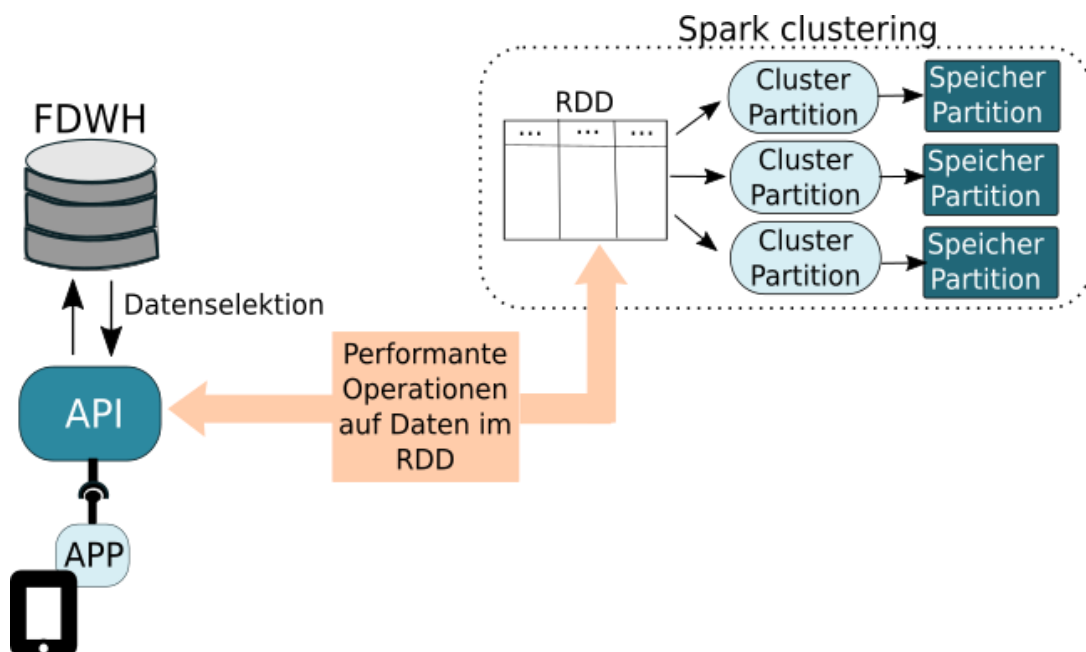 Spark clustering
FDWH
RDD
... ... ...
Cluster
Partition
Speicher
Partition
Cluster
Partition
Speicher
Partition
Cluster
Partition
Speicher
Partition
Datenselektion
Performante
Operationen
auf Daten im
RDD
API
APP